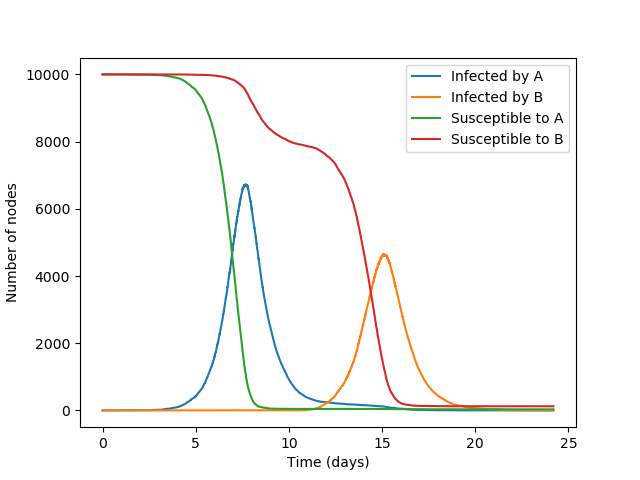 10000
8000
6000
4000
2000
0
Number of nodes
Infected by A
Infected by B
Susceptible to A
Susceptible to B
0 5 10 15 20 25
Time (days)